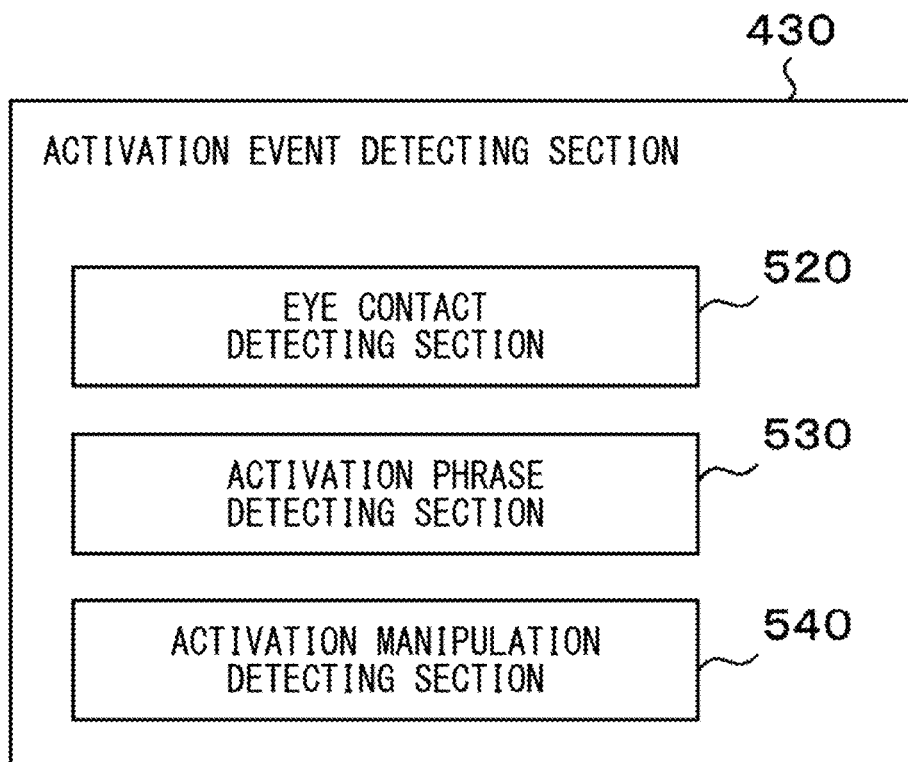 430
ACTIVATION EVENT DETECTING SECTION
520
EYE CONTACT
DETECTING SECTION
530
ACTIVATION PHRASE
DETECTING SECTION
540
ACTIVATION MANIPULATION
DETECTING SECTION